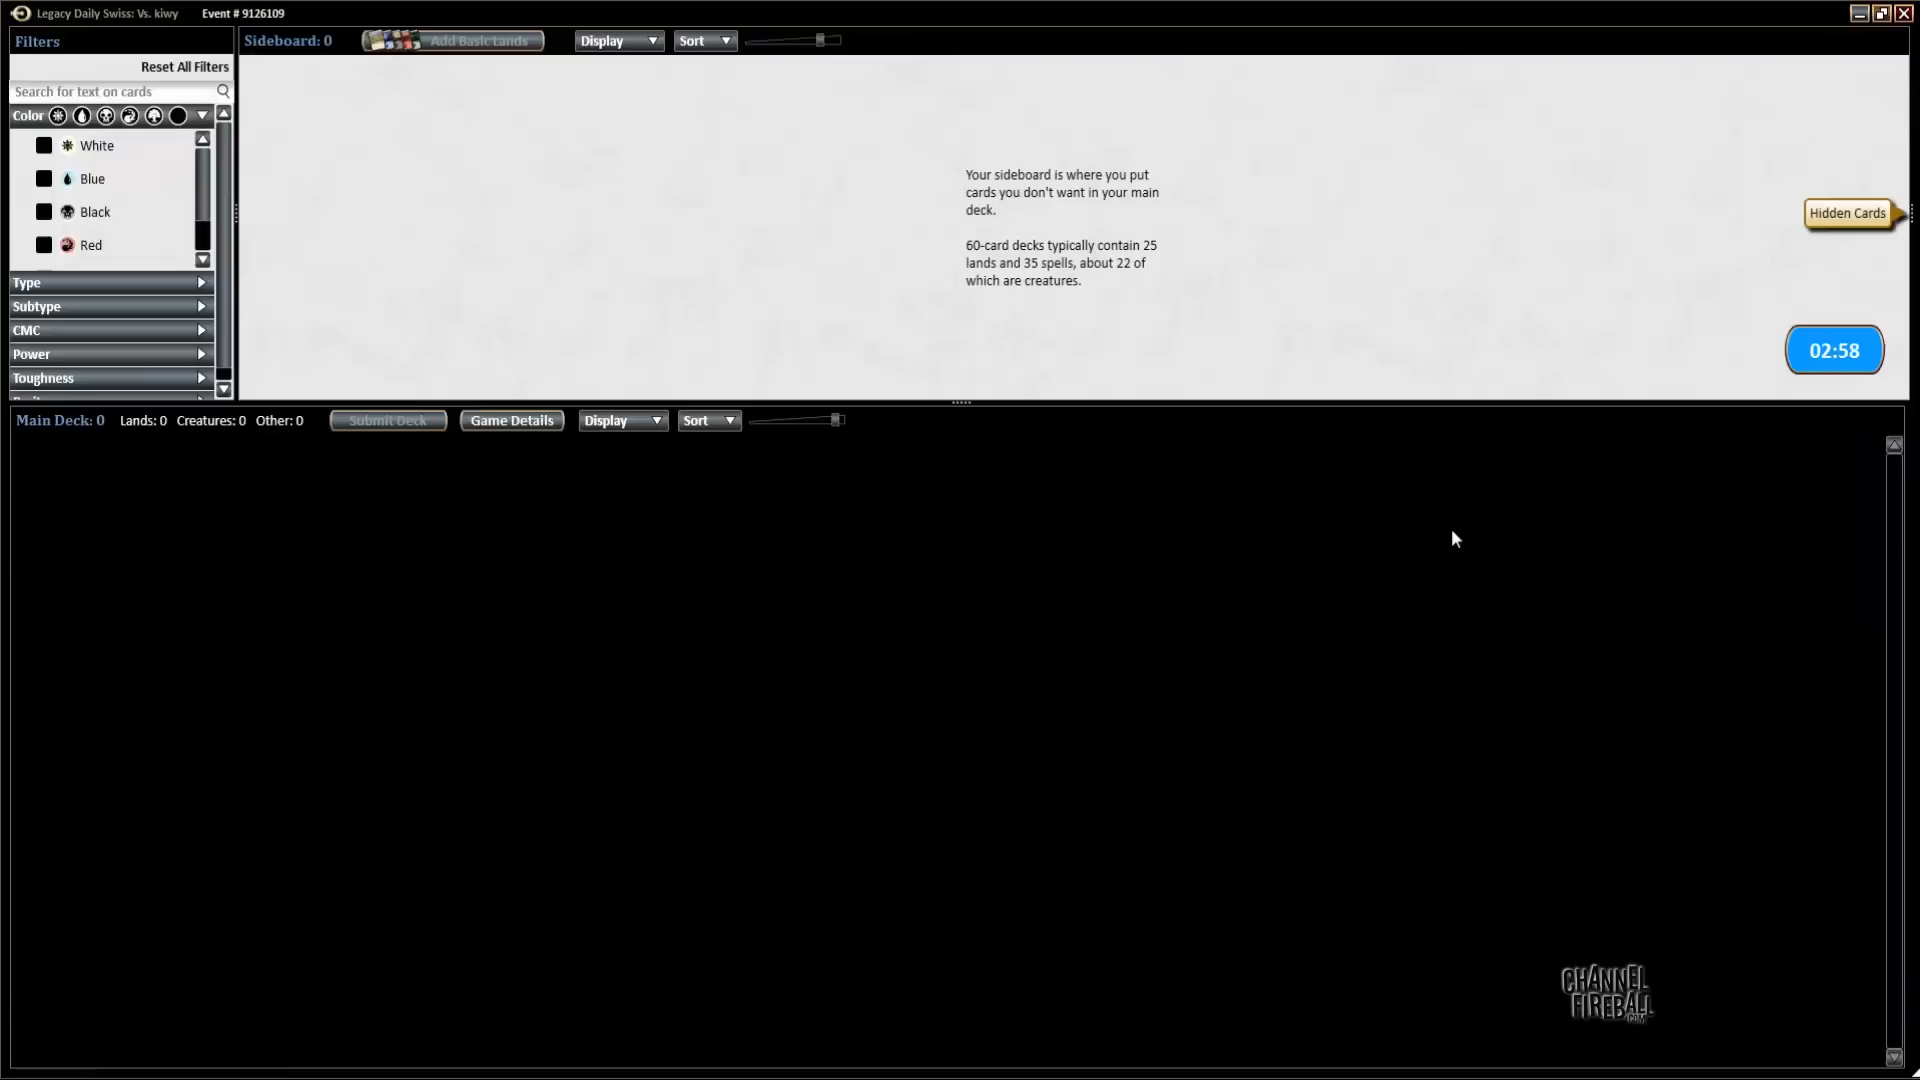 Legacy Daily Swiss: Vs. kiwy Event # 9126109
Filters
Reset All Filters
Search for text on cards
Color
White
Blue
Black
Red
Type
Subtype
CMC
Power
Toughness
Sideboard: 0 Add Basic Lands Display Sort
Your sideboard is where you put
cards you don't want in your main
deck.
60-card decks typically contain 25
lands and 35 spells, about 22 of
which are creatures.
Hidden Cards
02:58
Main Deck: 0 Lands: 0 Creatures: 0 Other: 0 Submit Deck Game Details Display Sort
CHANNEL
FIREBALL
.COM